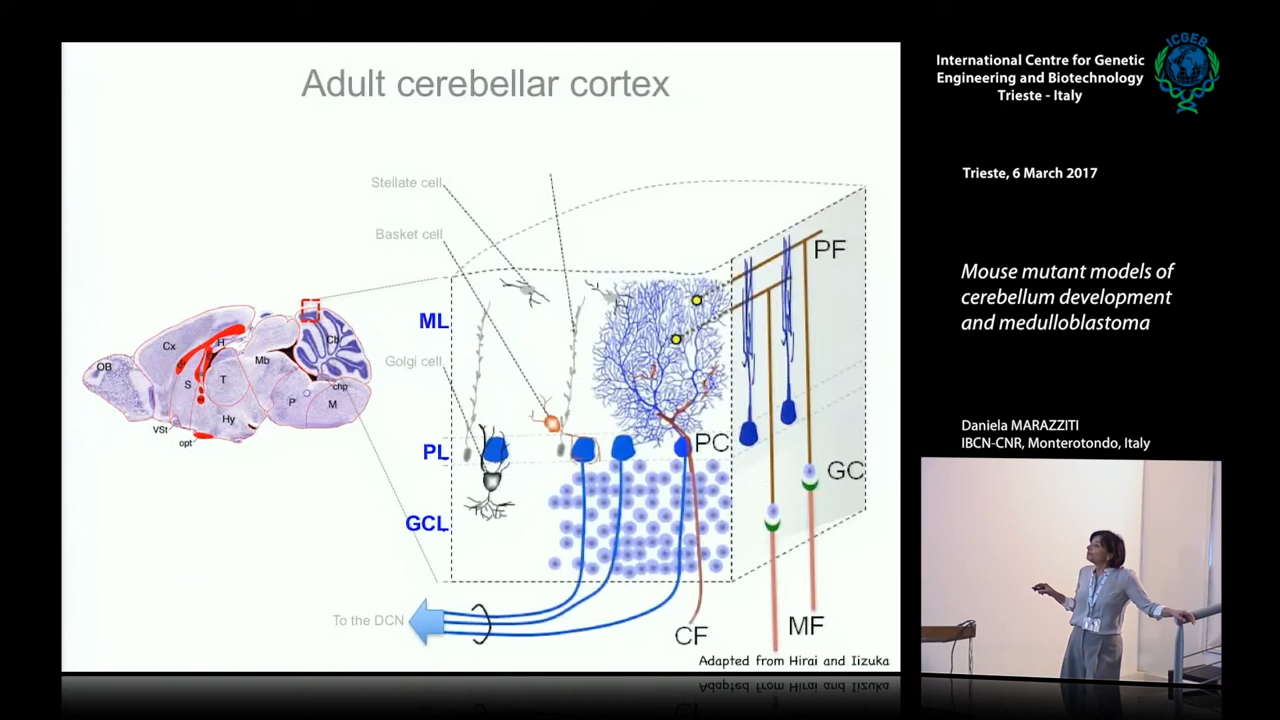 Adult cerebellar cortex
Stellate cell
Basket cell
PF
ML
Golgi cell
PL
PC
GC
GCL
To the DCN
CF
MF
Adapted from Hirai and Iizuka
OB
Cx
H
S
T
Mb
Cb
chp
P
M
Hy
VSt
opt
International Centre for Genetic
Engineering and Biotechnology
Trieste - Italy
ICGEB
Trieste, 6 March 2017
Mouse mutant models of
cerebellum development
and medulloblastoma
Daniela MARAZZITI
IBCN-CNR, Monterotondo, Italy